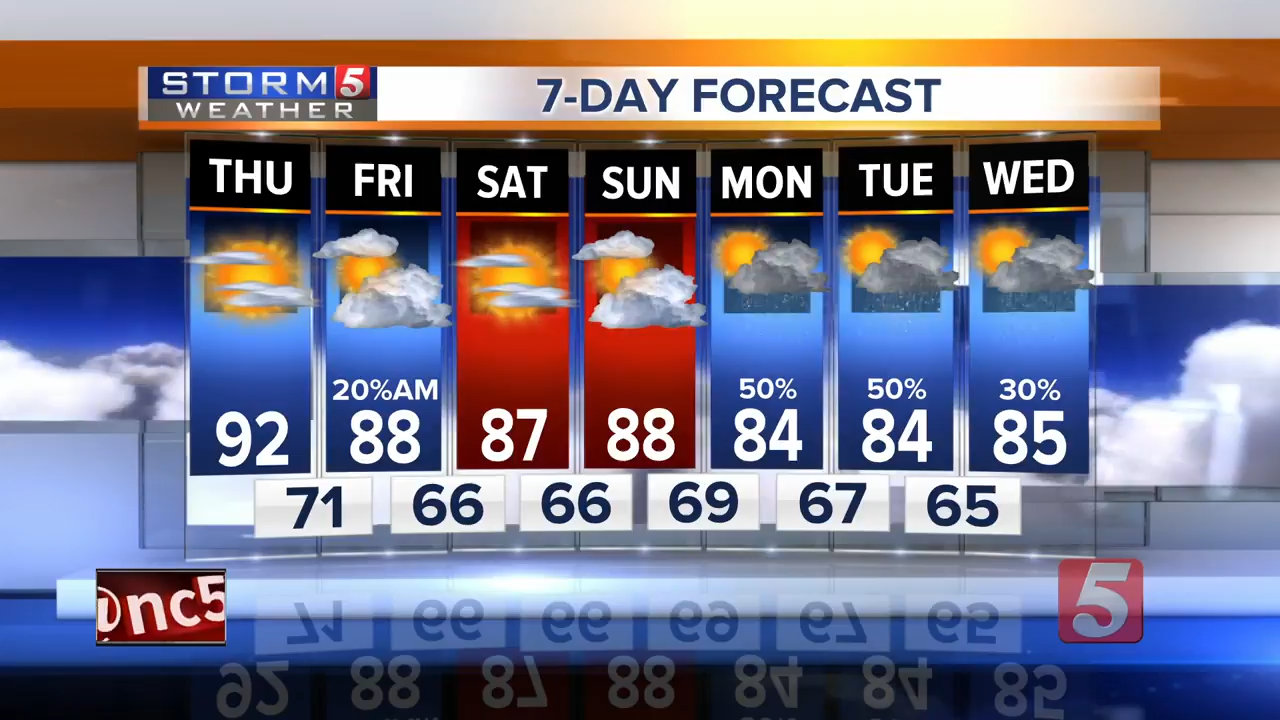 STORM 5
WEATHER
7-DAY FORECAST
THU FRI SAT SUN MON TUE WED
20%AM 50% 50% 30%
92 88 87 88 84 84 85
71 66 66 69 67 65
@nc5
5